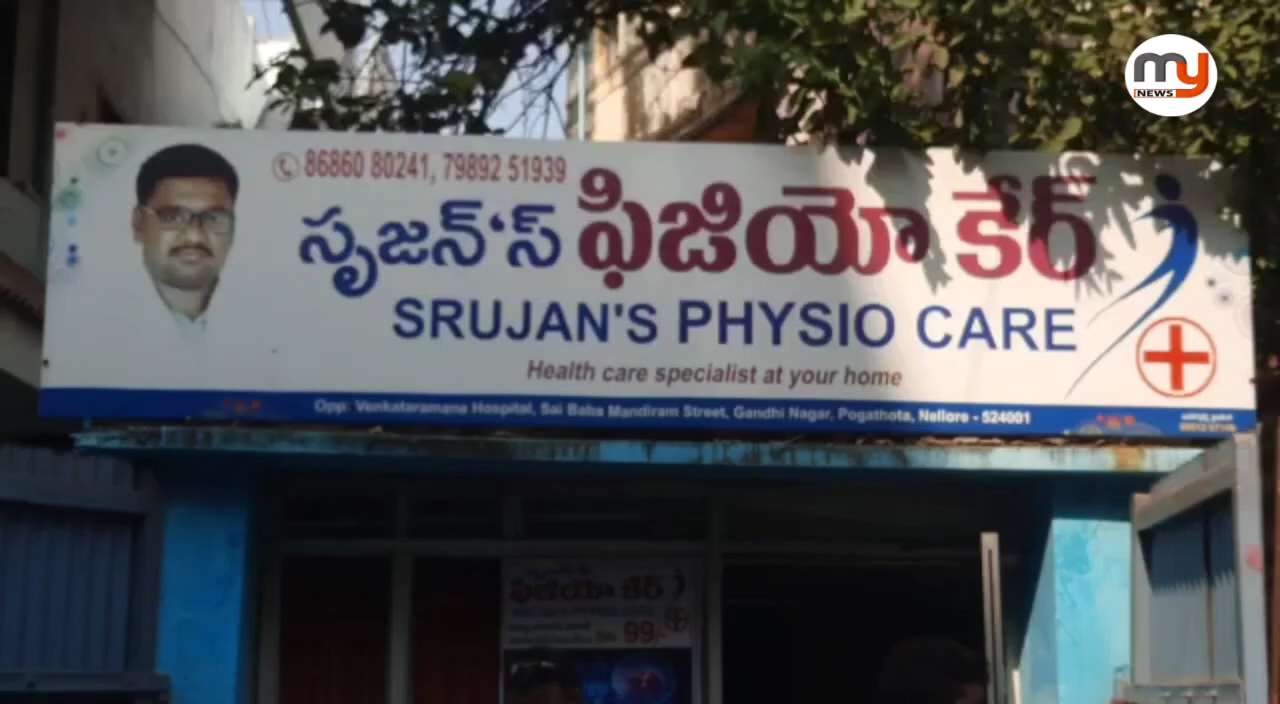 my
NEWS
86860 80241, 79892 51939
సృజన్'స్ ఫిజియో కేర్
SRUJAN'S PHYSIO CARE
Health care specialist at your home
Opp: Venkataramana Hospital, Sai Baba Mandiram Street, Gandhi Nagar, Pogathota, Nellore - 524001
ఫిజియో కేర్
Rs. 99/-